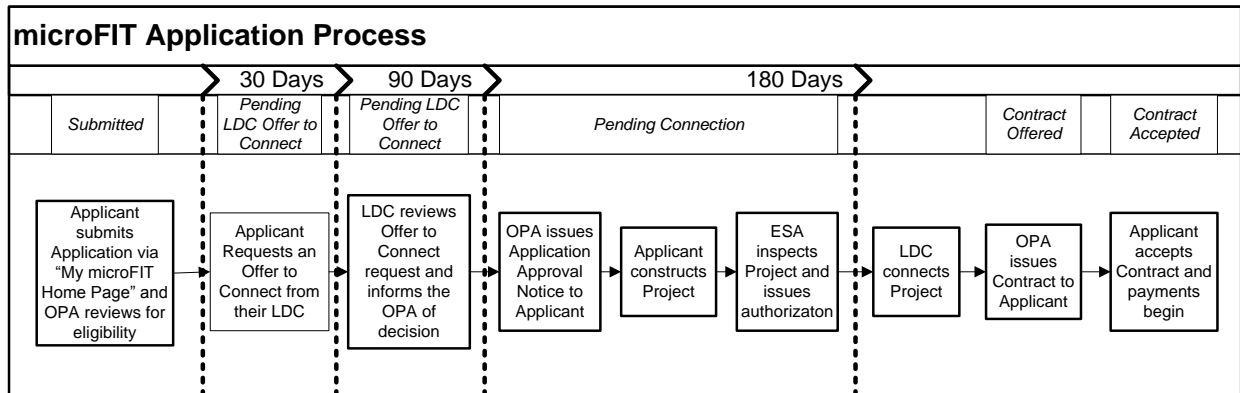 microFIT Application Process
30 Days
90 Days
180 Days
Submitted
Pending
LDC Offer to
Connect
Pending LDC
Offer to
Connect
Pending Connection
Contract
Offered
Contract
Accepted
Applicant
submits
Application via
“My microFIT
Home Page” and
OPA reviews for
eligibility
Applicant
Requests an
Offer to
Connect from
their LDC
LDC reviews
Offer to
Connect
request and
informs the
OPA of
decision
OPA issues
Application
Approval
Notice to
Applicant
Applicant
constructs
Project
ESA
inspects
Project and
issues
authorizaton
LDC
connects
Project
OPA
issues
Contract to
Applicant
Applicant
accepts
Contract and
payments
begin